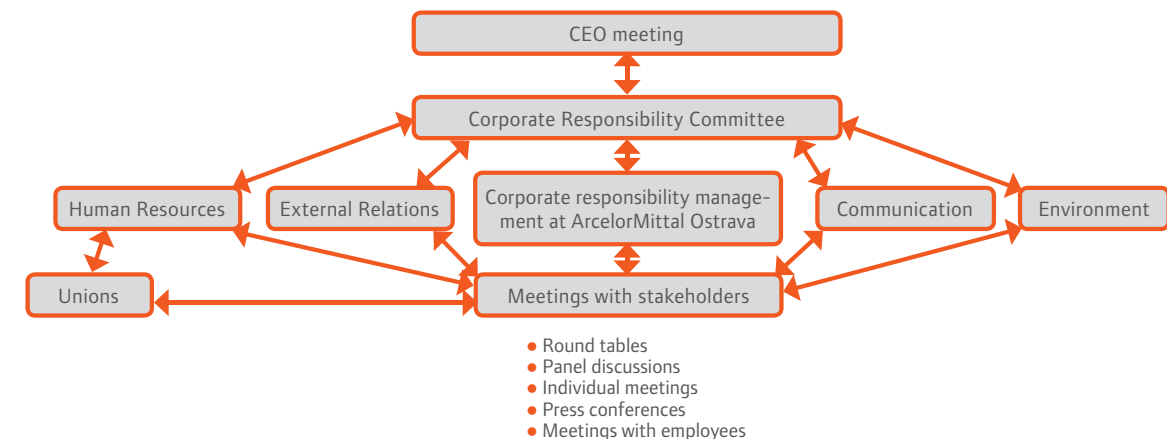 CEO meeting
Corporate Responsibility Committee
Human Resources
External Relations
Corporate responsibility manage-
ment at ArcelorMittal Ostrava
Communication
Environment
Unions
Meetings with stakeholders
● Round tables
● Panel discussions
● Individual meetings
● Press conferences
● Meetings with employees